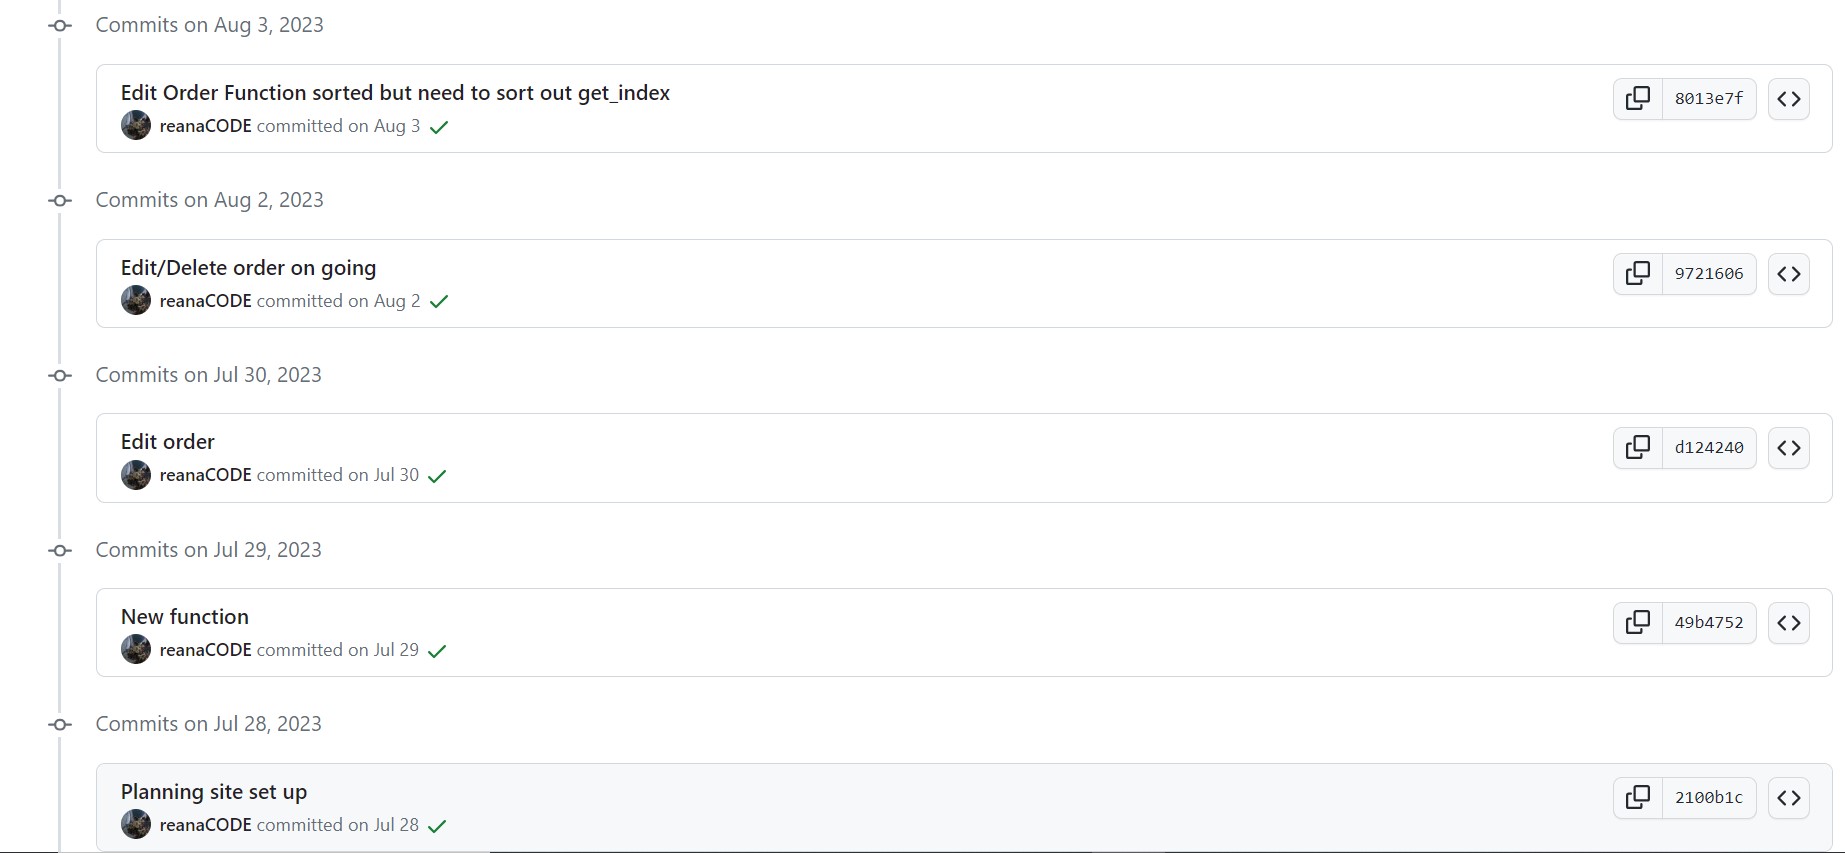 Commits on Aug 3, 2023
Edit Order Function sorted but need to sort out get_index
8013e7f
reanaCODE committed on Aug 3
Commits on Aug 2, 2023
Edit/Delete order on going
9721606
reanaCODE committed on Aug 2
Commits on Jul 30, 2023
Edit order
d124240
reanaCODE committed on Jul 30
Commits on Jul 29, 2023
New function
49b4752
reanaCODE committed on Jul 29
Commits on Jul 28, 2023
Planning site set up
2100b1c
reanaCODE committed on Jul 28